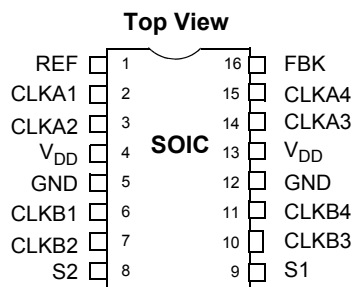 Top View
REF 1 16 FBK
CLKA1 2 15 CLKA4
CLKA2 3 14 CLKA3
VDD 4 SOIC 13 VDD
GND 5 12 GND
CLKB1 6 11 CLKB4
CLKB2 7 10 CLKB3
S2 8 9 S1